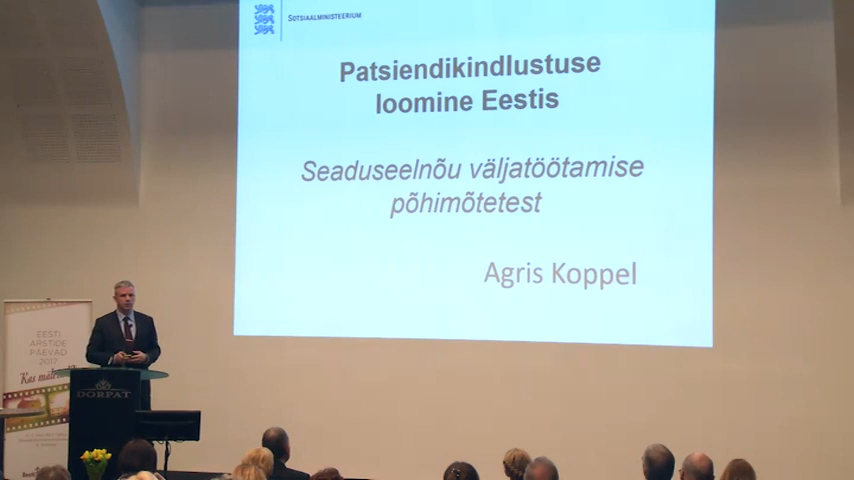 SOTSIAALMINISTEERIUM
Patsiendikindlustuse
loomine Eestis
Seaduseelnõu väljatöötamise
põhimõtetest
Agris Koppel
EESTI
ARSTIDE
PÄEVAD
2017
DORPAT